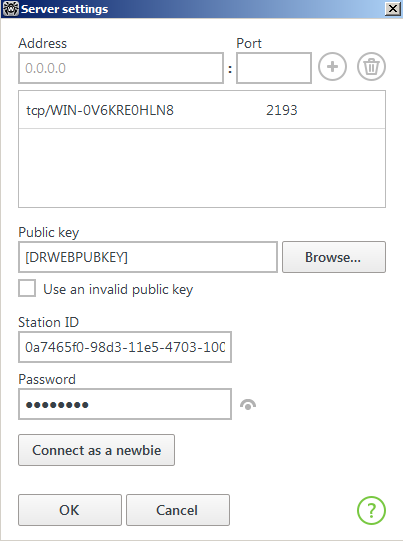 Server settings
Address Port
0.0.0.0 :
tcp/WIN-0V6KRE0HLN8 2193
Public key
[DRWEBPUBKEY] Browse...
Use an invalid public key
Station ID
0a7465f0-98d3-11e5-4703-100
Password
●●●●●●●●
Connect as a newbie
OK Cancel ?